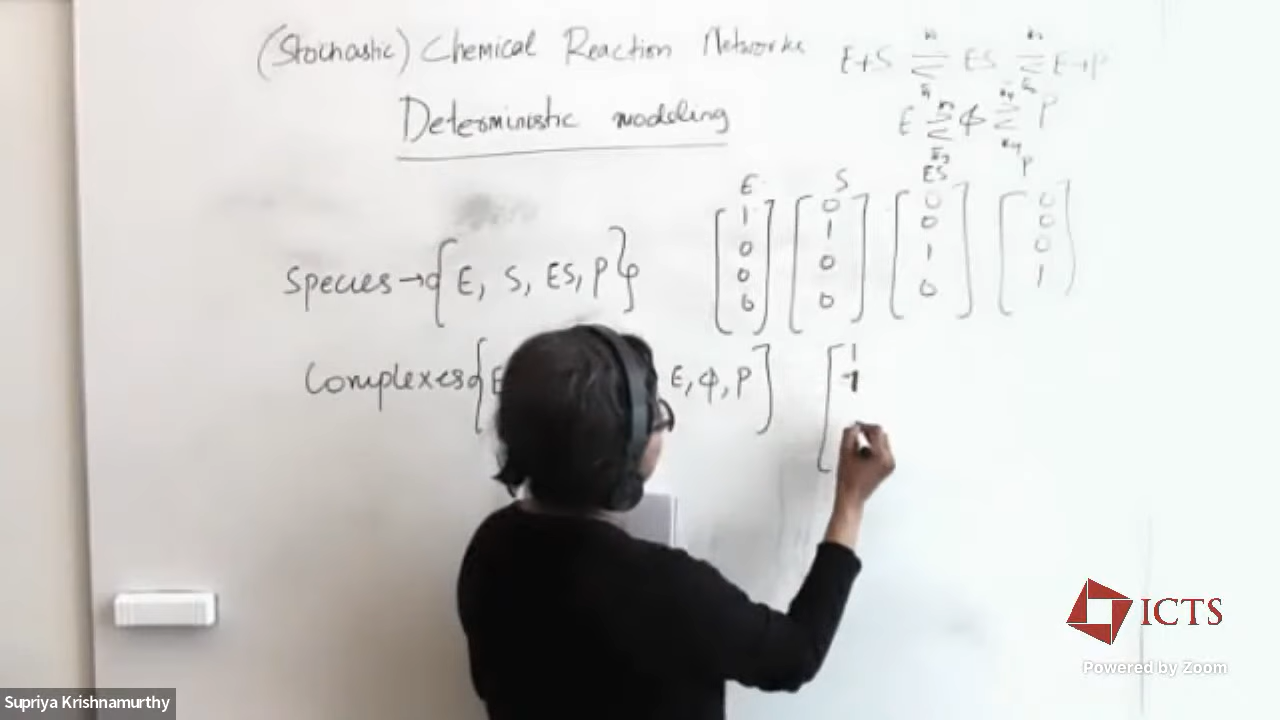 (Stochastic) Chemical Reaction Networks
E+S ⇌ ES ⇌ E+P
Deterministic modeling
E ⇌ ϕ ⇌ P
E S ES P
Species → { E, S, ES, P }
[1 0 0 0] [0 1 0 0] [0 0 1 0] [0 0 0 1]
Complexes { E, ϕ, P } [1 1
ICTS
Powered by Zoom
Supriya Krishnamurthy